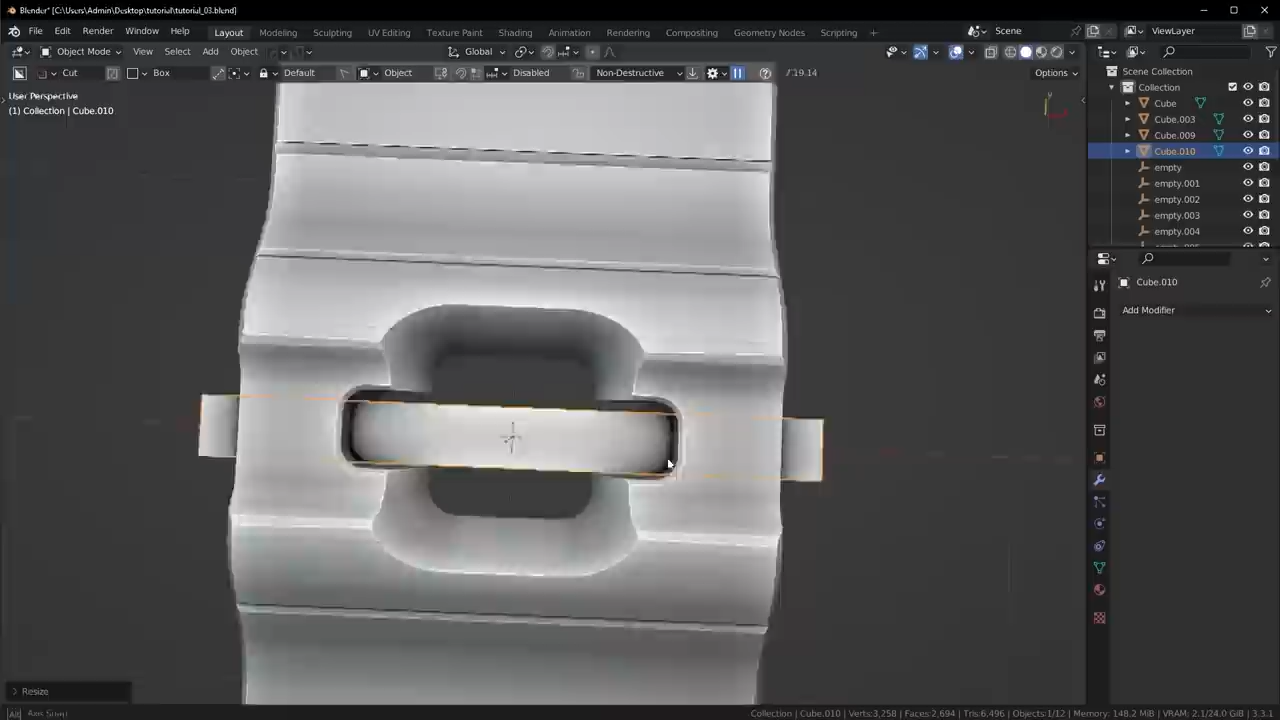 Blender* [C:\Users\Admin\Desktop\tutorial\tutorial_03.blend]
File Edit Render Window Help Layout Modeling Sculpting UV Editing Texture Paint Shading Animation Rendering Compositing Geometry Nodes Scripting Scene ViewLayer
Object Mode View Select Add Object Global
Cut Box Default Object Disabled Non-Destructive 19.14 Options
User Perspective
(1) Collection | Cube.010
Scene Collection
Collection
Cube
Cube.003
Cube.009
Cube.010
empty
empty.001
empty.002
empty.003
empty.004
Cube.010
Add Modifier
Resize
Alt Axis Snap
Collection | Cube.010 | Verts:3,258 | Faces:2,694 | Tris:6,496 | Objects:1/12 | Memory: 148.2 MiB | VRAM: 2.1/24.0 GiB | 3.3.1